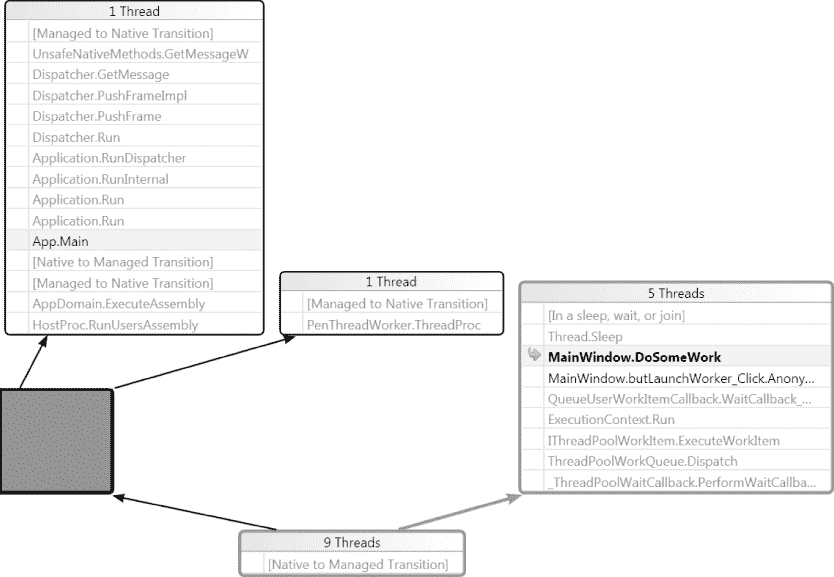 1 Thread
[Managed to Native Transition]
UnsafeNativeMethods.GetMessageW
Dispatcher.GetMessage
Dispatcher.PushFrameImpl
Dispatcher.PushFrame
Dispatcher.Run
Application.RunDispatcher
Application.RunInternal
Application.Run
Application.Run
App.Main
[Native to Managed Transition]
[Managed to Native Transition]
AppDomain.ExecuteAssembly
HostProc.RunUsersAssembly
1 Thread
[Managed to Native Transition]
PenThreadWorker.ThreadProc
5 Threads
[In a sleep, wait, or join]
Thread.Sleep
MainWindow.DoSomeWork
MainWindow.butLaunchWorker_Click.Anony...
QueueUserWorkItemCallback.WaitCallback_...
ExecutionContext.Run
IThreadPoolWorkItem.ExecuteWorkItem
ThreadPoolWorkQueue.Dispatch
_ThreadPoolWaitCallback.PerformWaitCallba...
9 Threads
[Native to Managed Transition]